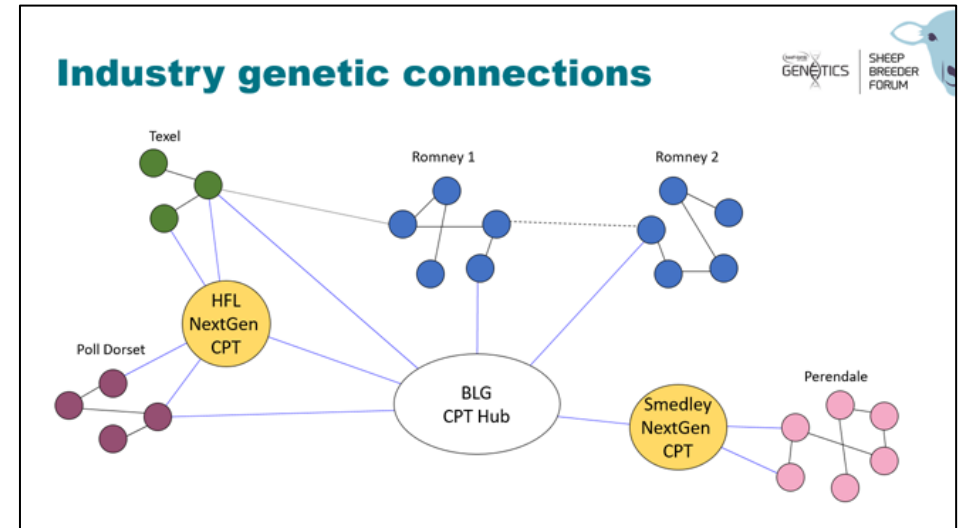 Industry genetic connections
GENETICS
SHEEP
BREEDER
FORUM
Texel
Romney 1
Romney 2
HFL
NextGen
CPT
Poll Dorset
BLG
CPT Hub
Perendale
Smedley
NextGen
CPT